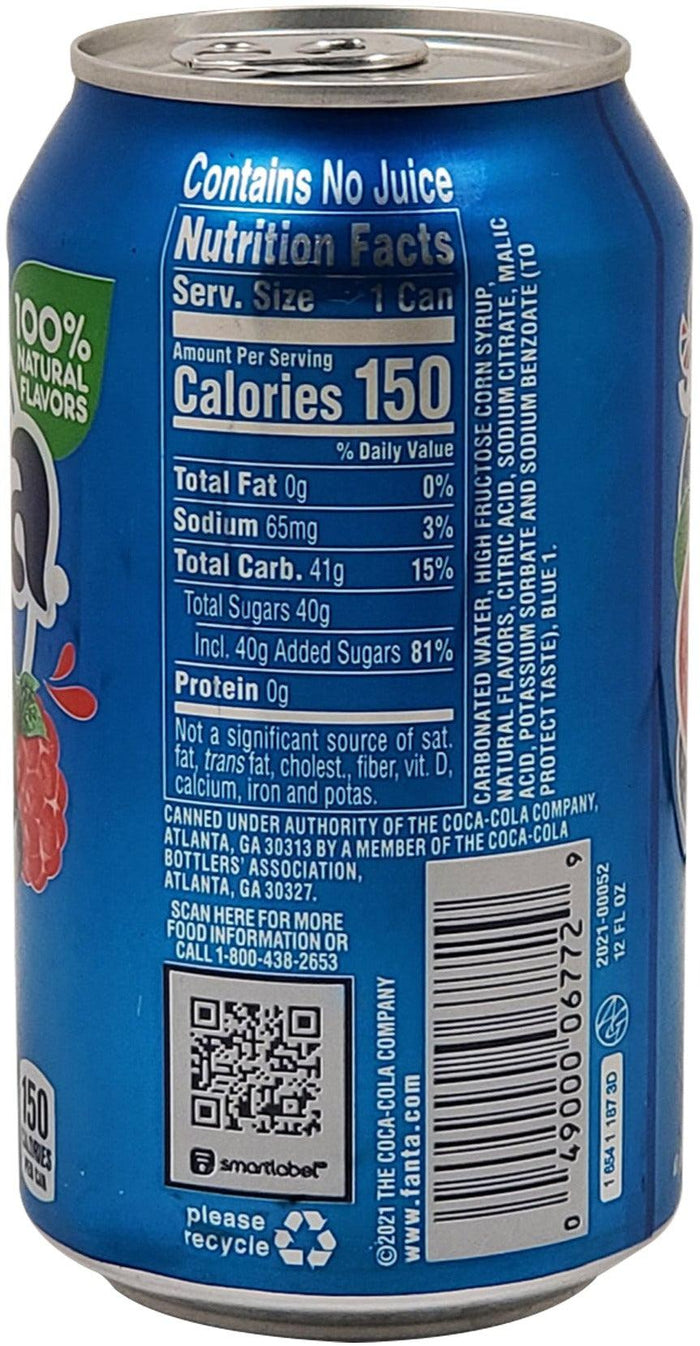 Contains No Juice
Nutrition Facts
Serv. Size 1 Can
Amount Per Serving
Calories 150
% Daily Value
Total Fat 0g 0%
Sodium 65mg 3%
Total Carb. 41g 15%
Total Sugars 40g
Incl. 40g Added Sugars 81%
Protein 0g
Not a significant source of sat.
fat, trans fat, cholest., fiber, vit. D,
calcium, iron and potas.
CARBONATED WATER, HIGH FRUCTOSE CORN SYRUP,
NATURAL FLAVORS, CITRIC ACID, SODIUM CITRATE, MALIC
ACID, POTASSIUM SORBATE AND SODIUM BENZOATE (TO
PROTECT TASTE), BLUE 1.
CANNED UNDER AUTHORITY OF THE COCA-COLA COMPANY,
ATLANTA, GA 30313 BY A MEMBER OF THE COCA-COLA
BOTTLERS' ASSOCIATION,
ATLANTA, GA 30327.
SCAN HERE FOR MORE
FOOD INFORMATION OR
CALL 1-800-438-2653
smartlabel
please
recycle
©2021 THE COCA-COLA COMPANY
www.fanta.com
0 49000 06772 9
2021-00052
12 FL OZ
1 654 1 187 3D
100%
NATURAL
FLAVORS
a
150
CALORIES
PER CAN